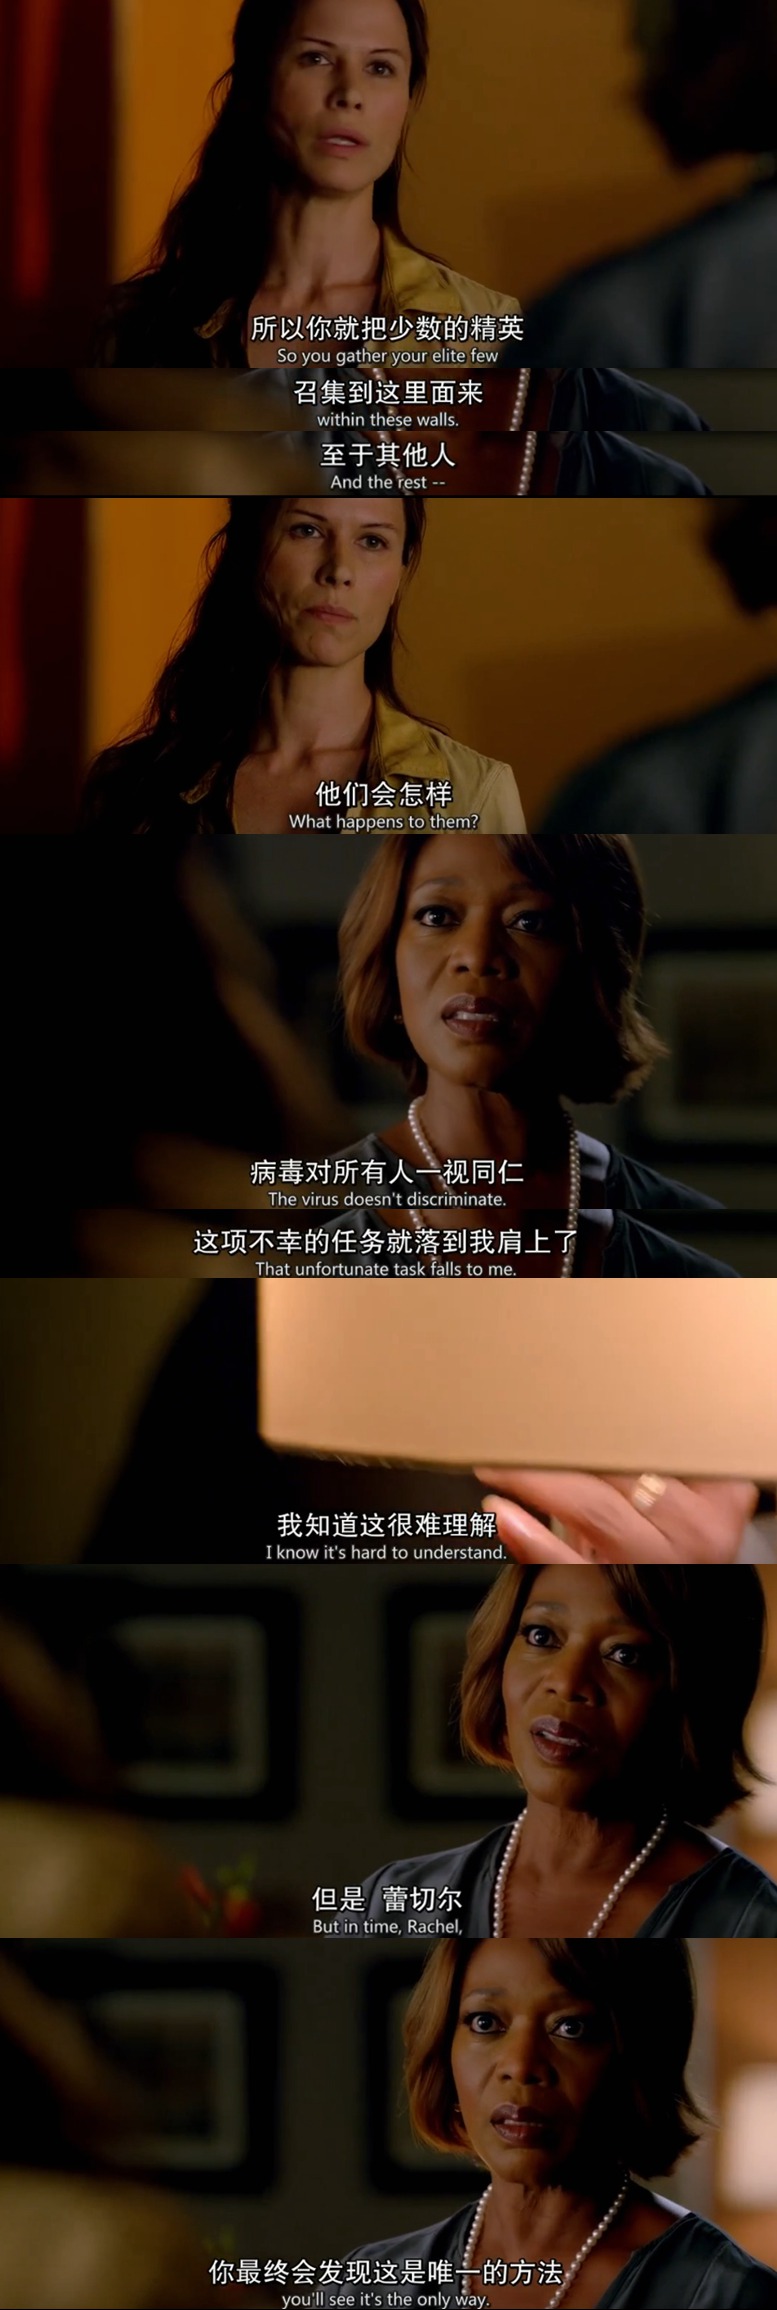 所以你就把少数的精英
So you gather your elite few
召集到这里面来
within these walls.
至于其他人
And the rest --
他们会怎样
What happens to them?
病毒对所有人一视同仁
The virus doesn't discriminate.
这项不幸的任务就落到我肩上了
That unfortunate task falls to me.
我知道这很难理解
I know it's hard to understand.
但是 蕾切尔
But in time, Rachel,
你最终会发现这是唯一的方法
you'll see it's the only way.